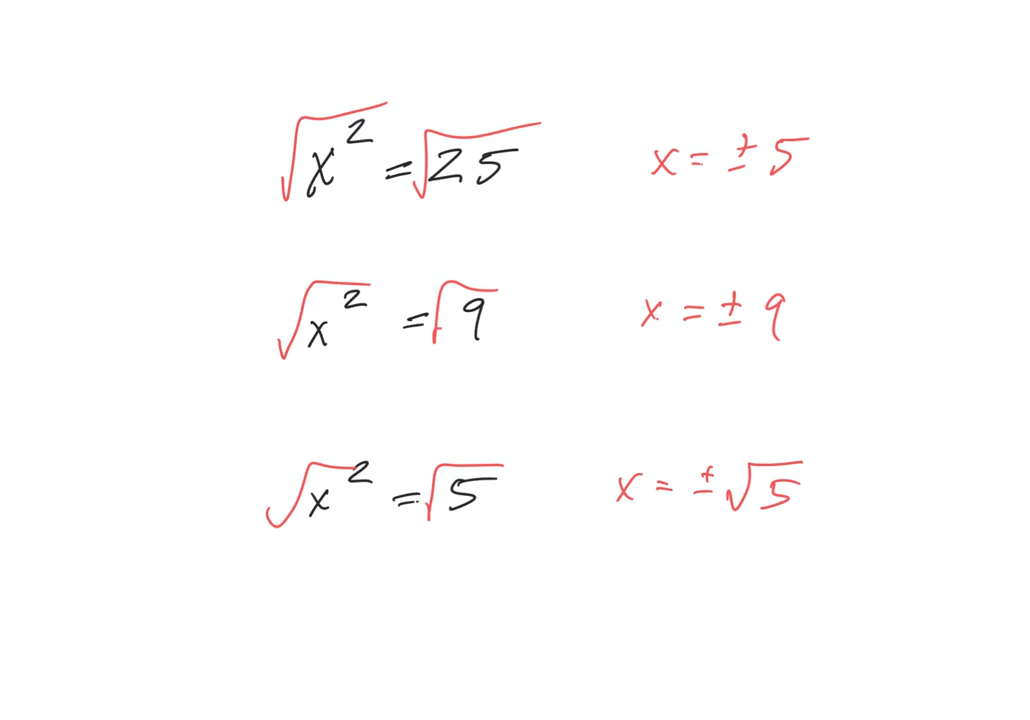 √x² = √25 x = ± 5
√x² = √9 x = ± 9
√x² = √5 x = ± √5